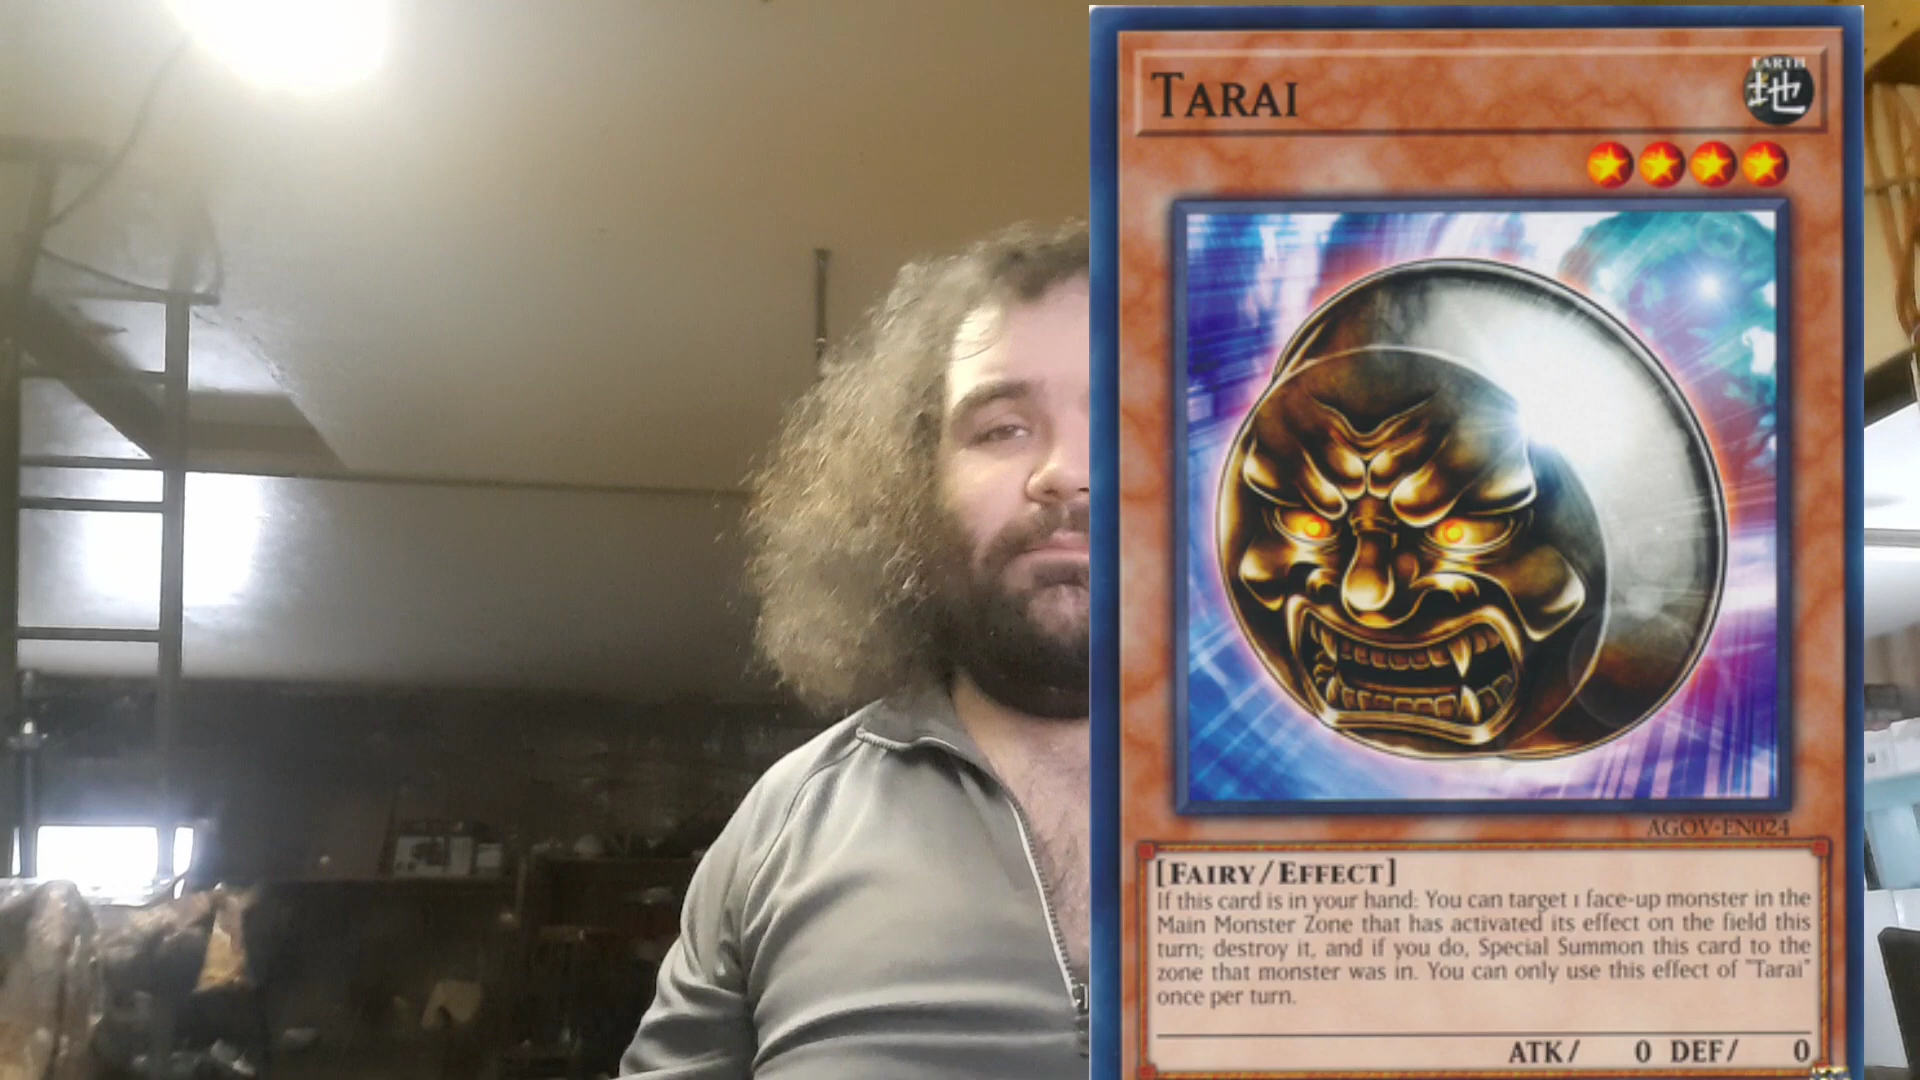 TARAI
EARTH
地
AGOV-EN024
[FAIRY/EFFECT]
If this card is in your hand: You can target 1 face-up monster in the
Main Monster Zone that has activated its effect on the field this
turn; destroy it, and if you do, Special Summon this card to the
zone that monster was in. You can only use this effect of "Tarai"
once per turn.
ATK/ 0 DEF/ 0